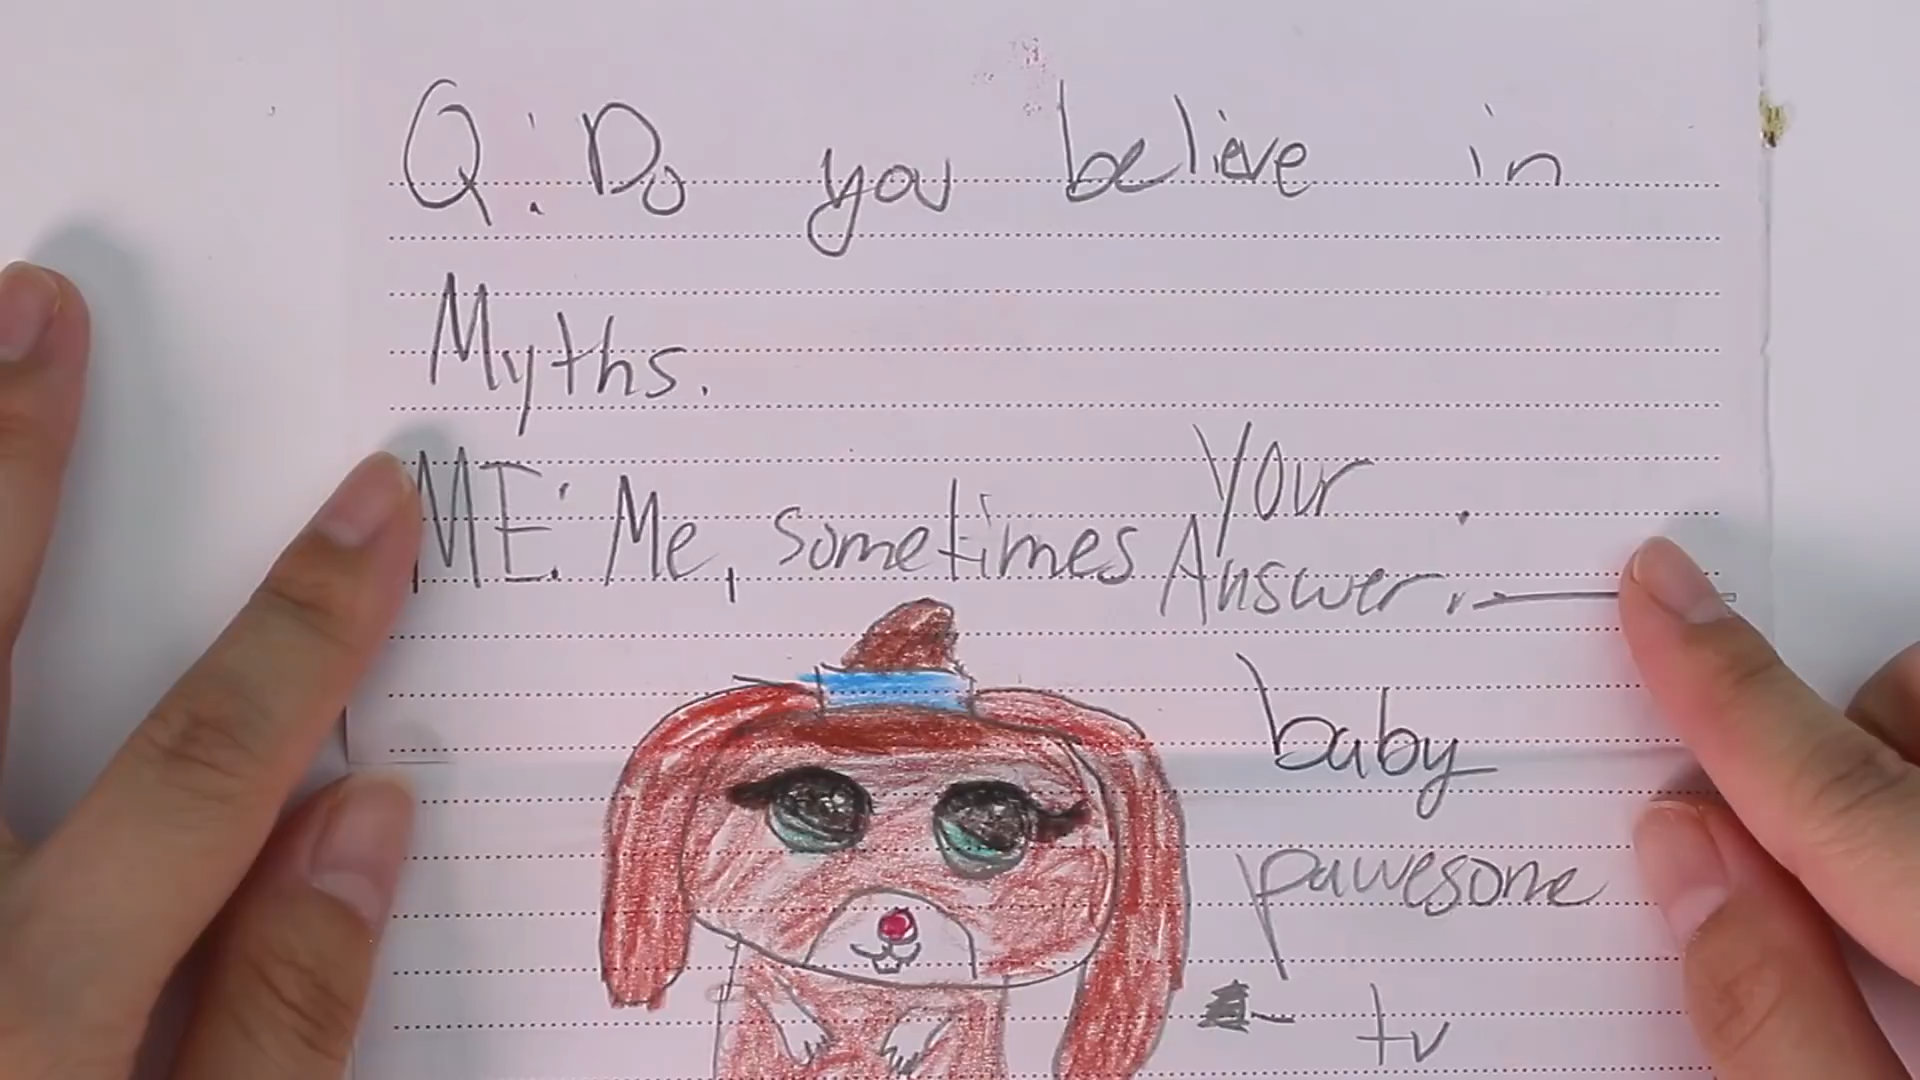 Q: Do you believe in
Myths.
ME: Me, sometimes
Your
Answer.
baby
pawesome
tv